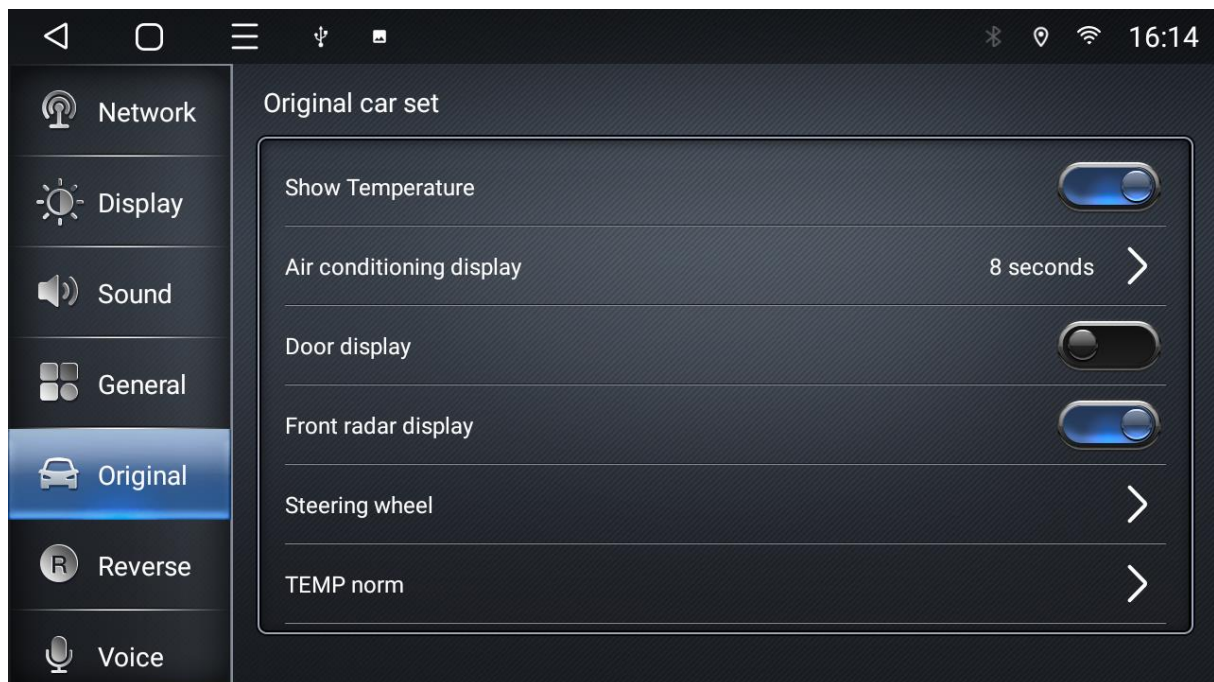 16:14
Network
Display
Sound
General
Original
R Reverse
Voice
Original car set
Show Temperature
Air conditioning display 8 seconds
Door display
Front radar display
Steering wheel
TEMP norm